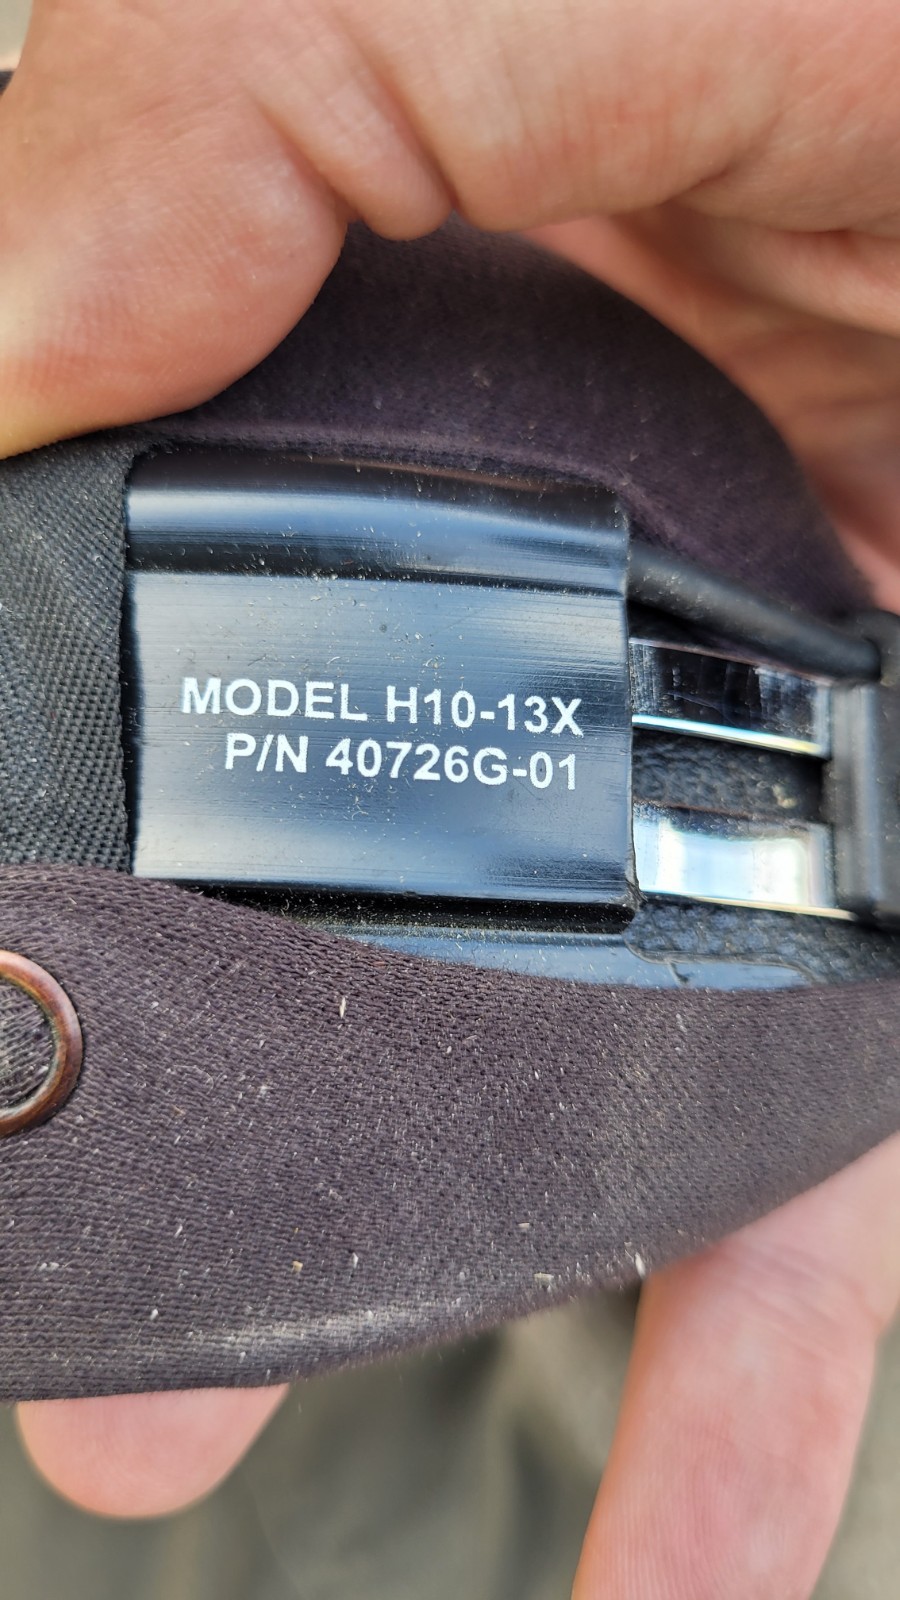 MODEL H10-13X
P/N 40726G-01